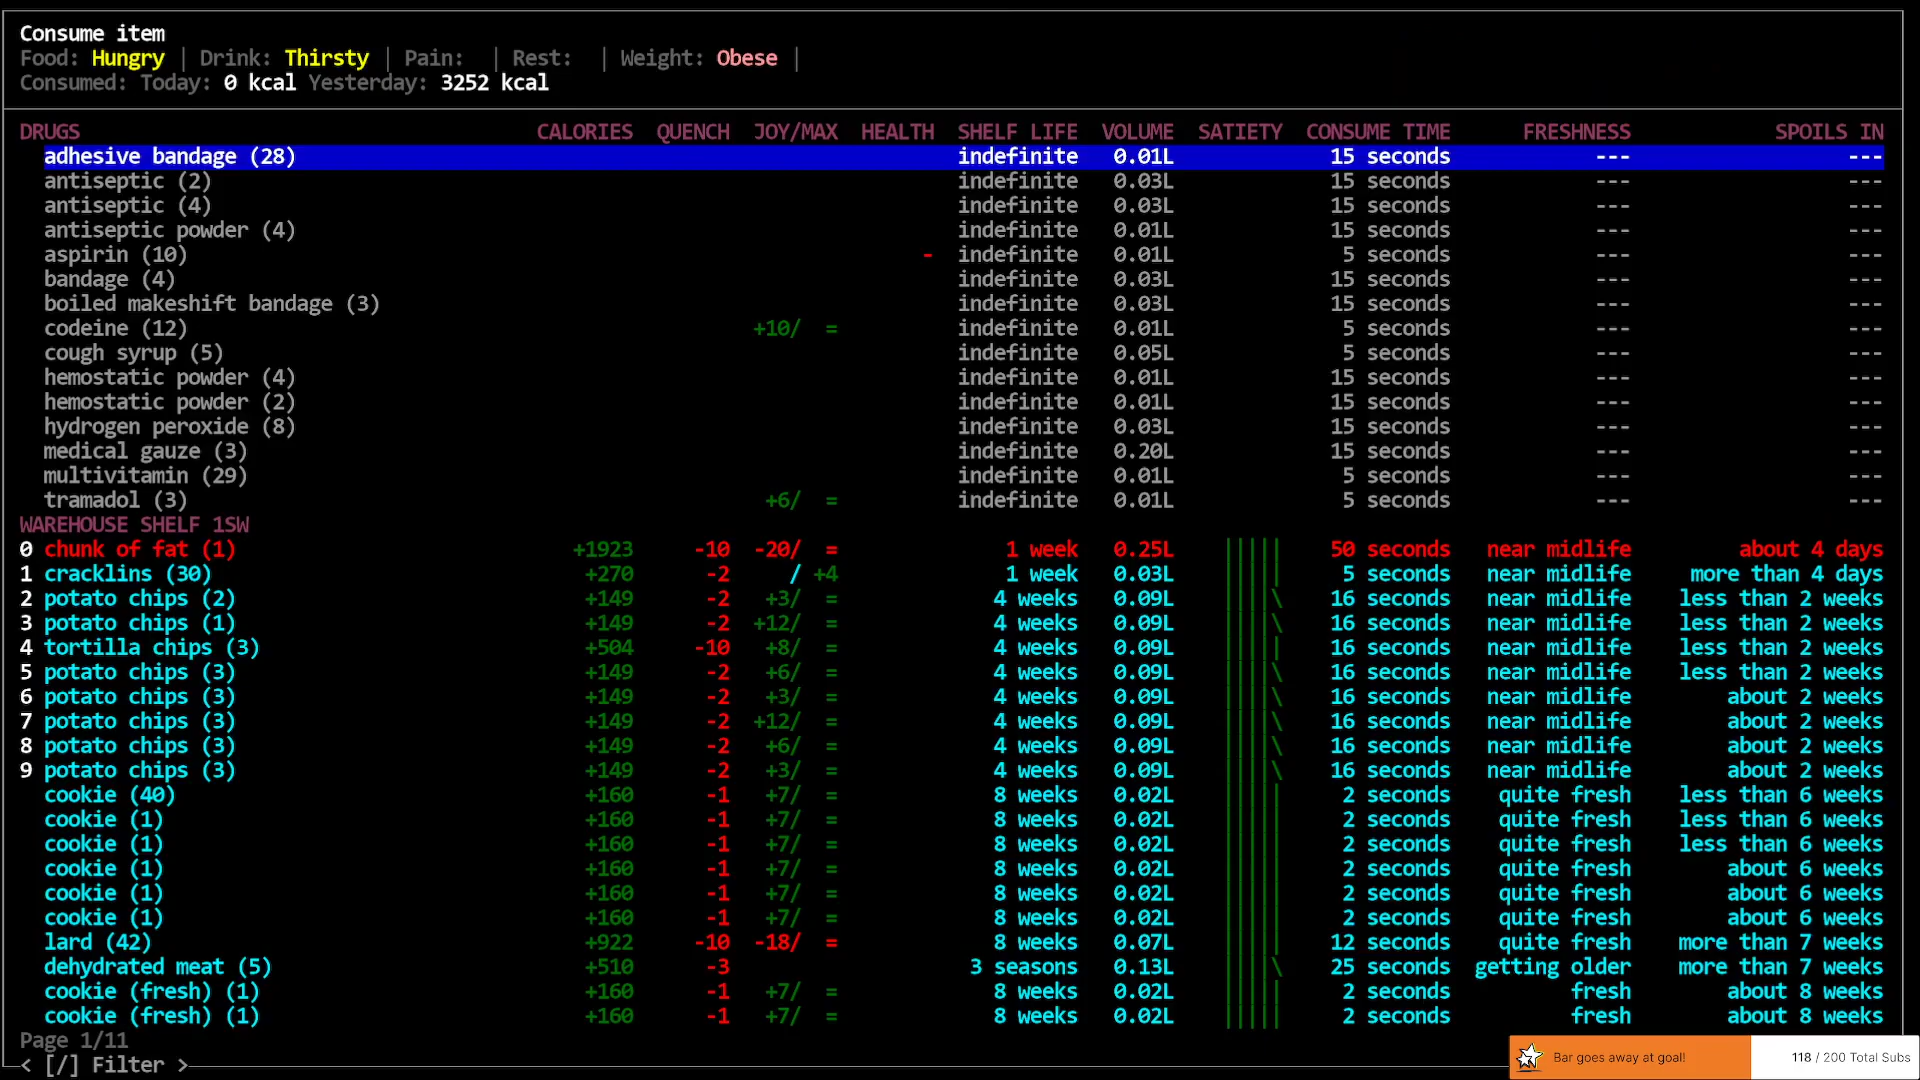 Consume item
Food: Hungry | Drink: Thirsty | Pain: | Rest: | Weight: Obese |
Consumed: Today: 0 kcal Yesterday: 3252 kcal
DRUGS CALORIES QUENCH JOY/MAX HEALTH SHELF LIFE VOLUME SATIETY CONSUME TIME FRESHNESS SPOILS IN
adhesive bandage (28) indefinite 0.01L 15 seconds --- ---
antiseptic (2) indefinite 0.03L 15 seconds --- ---
antiseptic (4) indefinite 0.03L 15 seconds --- ---
antiseptic powder (4) indefinite 0.01L 15 seconds --- ---
aspirin (10) - indefinite 0.01L 5 seconds --- ---
bandage (4) indefinite 0.03L 15 seconds --- ---
boiled makeshift bandage (3) indefinite 0.03L 15 seconds --- ---
codeine (12) +10/ = indefinite 0.01L 5 seconds --- ---
cough syrup (5) indefinite 0.05L 5 seconds --- ---
hemostatic powder (4) indefinite 0.01L 15 seconds --- ---
hemostatic powder (2) indefinite 0.01L 15 seconds --- ---
hydrogen peroxide (8) indefinite 0.03L 15 seconds --- ---
medical gauze (3) indefinite 0.20L 15 seconds --- ---
multivitamin (29) indefinite 0.01L 5 seconds --- ---
tramadol (3) +6/ = indefinite 0.01L 5 seconds --- ---
WAREHOUSE SHELF 1SW
0 chunk of fat (1) +1923 -10 -20/ = 1 week 0.25L ||||| 50 seconds near midlife about 4 days
1 cracklins (30) +270 -2 / +4 1 week 0.03L ||||| 5 seconds near midlife more than 4 days
2 potato chips (2) +149 -2 +3/ = 4 weeks 0.09L ||||\ 16 seconds near midlife less than 2 weeks
3 potato chips (1) +149 -2 +12/ = 4 weeks 0.09L ||||\ 16 seconds near midlife less than 2 weeks
4 tortilla chips (3) +504 -10 +8/ = 4 weeks 0.09L ||||| 16 seconds near midlife less than 2 weeks
5 potato chips (3) +149 -2 +6/ = 4 weeks 0.09L ||||\ 16 seconds near midlife less than 2 weeks
6 potato chips (3) +149 -2 +3/ = 4 weeks 0.09L ||||\ 16 seconds near midlife about 2 weeks
7 potato chips (3) +149 -2 +12/ = 4 weeks 0.09L ||||\ 16 seconds near midlife about 2 weeks
8 potato chips (3) +149 -2 +6/ = 4 weeks 0.09L ||||\ 16 seconds near midlife about 2 weeks
9 potato chips (3) +149 -2 +3/ = 4 weeks 0.09L ||||\ 16 seconds near midlife about 2 weeks
cookie (40) +160 -1 +7/ = 8 weeks 0.02L ||||| 2 seconds quite fresh less than 6 weeks
cookie (1) +160 -1 +7/ = 8 weeks 0.02L ||||| 2 seconds quite fresh less than 6 weeks
cookie (1) +160 -1 +7/ = 8 weeks 0.02L ||||| 2 seconds quite fresh less than 6 weeks
cookie (1) +160 -1 +7/ = 8 weeks 0.02L ||||| 2 seconds quite fresh about 6 weeks
cookie (1) +160 -1 +7/ = 8 weeks 0.02L ||||| 2 seconds quite fresh about 6 weeks
cookie (1) +160 -1 +7/ = 8 weeks 0.02L ||||| 2 seconds quite fresh about 6 weeks
lard (42) +922 -10 -18/ = 8 weeks 0.07L ||||| 12 seconds quite fresh more than 7 weeks
dehydrated meat (5) +510 -3 3 seasons 0.13L ||||\ 25 seconds getting older more than 7 weeks
cookie (fresh) (1) +160 -1 +7/ = 8 weeks 0.02L ||||| 2 seconds fresh about 8 weeks
cookie (fresh) (1) +160 -1 +7/ = 8 weeks 0.02L ||||| 2 seconds fresh about 8 weeks
Page 1/11
< [/] Filter >
Bar goes away at goal! 118 / 200 Total Subs